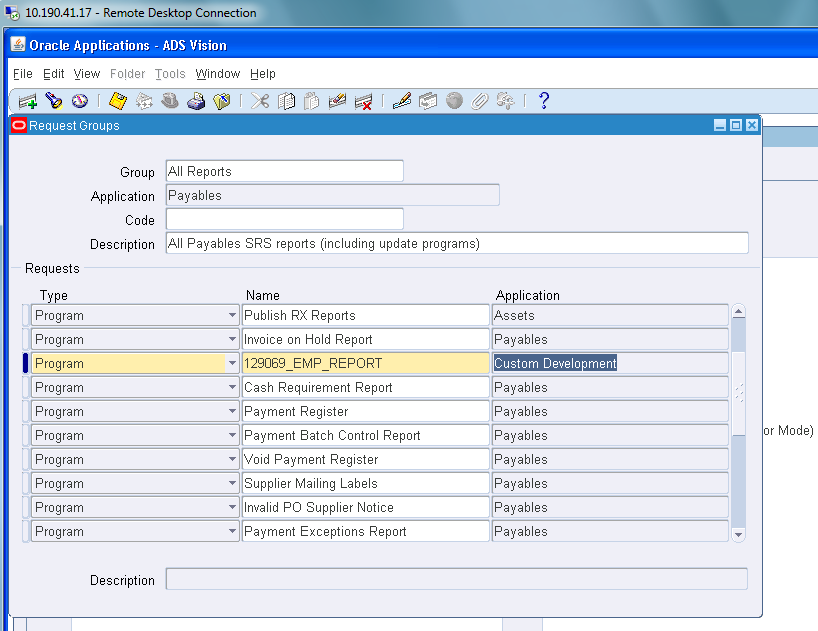 10.190.41.17 - Remote Desktop Connection
Oracle Applications - ADS Vision
File Edit View Folder Tools Window Help
?
Request Groups
Group All Reports
Application Payables
Code
Description All Payables SRS reports (including update programs)
Requests
Type Name Application
Program Publish RX Reports Assets
Program Invoice on Hold Report Payables
Program 129069_EMP_REPORT Custom Development
Program Cash Requirement Report Payables
Program Payment Register Payables
Program Payment Batch Control Report Payables
or Mode)
Program Void Payment Register Payables
Program Supplier Mailing Labels Payables
Program Invalid PO Supplier Notice Payables
Program Payment Exceptions Report Payables
Description